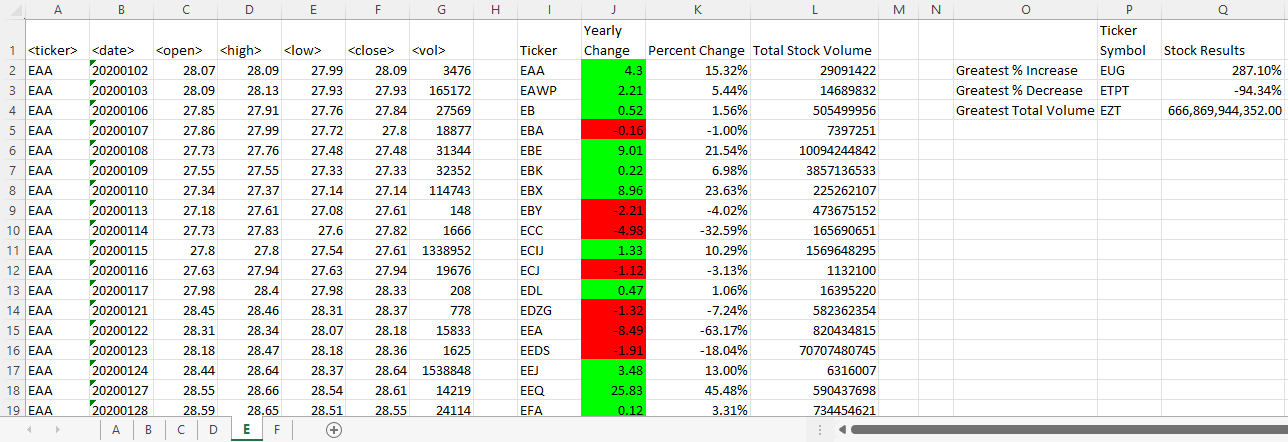 A B C D E F G H I J K L M N O P Q
1 <ticker> <date> <open> <high> <low> <close> <vol> Ticker Yearly Change Percent Change Total Stock Volume Ticker Symbol Stock Results
2 EAA 20200102 28.07 28.09 27.99 28.09 3476 EAA 4.3 15.32% 29091422 Greatest % Increase EUG 287.10%
3 EAA 20200103 28.09 28.13 27.93 27.93 165172 EAWP 2.21 5.44% 14689832 Greatest % Decrease ETPT -94.34%
4 EAA 20200106 27.85 27.91 27.76 27.84 27569 EB 0.52 1.56% 505499956 Greatest Total Volume EZT 666,869,944,352.00
5 EAA 20200107 27.86 27.99 27.72 27.8 18877 EBA -0.16 -1.00% 7397251
6 EAA 20200108 27.73 27.76 27.48 27.48 31344 EBE 9.01 21.54% 10094244842
7 EAA 20200109 27.55 27.55 27.33 27.33 32352 EBK 0.22 6.98% 3857136533
8 EAA 20200110 27.34 27.37 27.14 27.14 114743 EBX 8.96 23.63% 225262107
9 EAA 20200113 27.18 27.61 27.08 27.61 148 EBY -2.21 -4.02% 473675152
10 EAA 20200114 27.73 27.83 27.6 27.82 1666 ECC -4.98 -32.59% 165690651
11 EAA 20200115 27.8 27.8 27.54 27.61 1338952 ECIJ 1.33 10.29% 1569648295
12 EAA 20200116 27.63 27.94 27.63 27.94 19676 ECJ -1.12 -3.13% 1132100
13 EAA 20200117 27.98 28.4 27.98 28.33 208 EDL 0.47 1.06% 16395220
14 EAA 20200121 28.45 28.46 28.31 28.37 778 EDZG -1.32 -7.24% 582362354
15 EAA 20200122 28.31 28.34 28.07 28.18 15833 EEA -8.49 -63.17% 820434815
16 EAA 20200123 28.18 28.47 28.18 28.36 1625 EEDS -1.91 -18.04% 70707480745
17 EAA 20200124 28.44 28.64 28.37 28.64 1538848 EEJ 3.48 13.00% 6316007
18 EAA 20200127 28.55 28.66 28.54 28.61 14219 EEQ 25.83 45.48% 590437698
19 EAA 20200128 28.59 28.65 28.51 28.55 24114 EFA 0.12 3.31% 734454621
A B C D E F